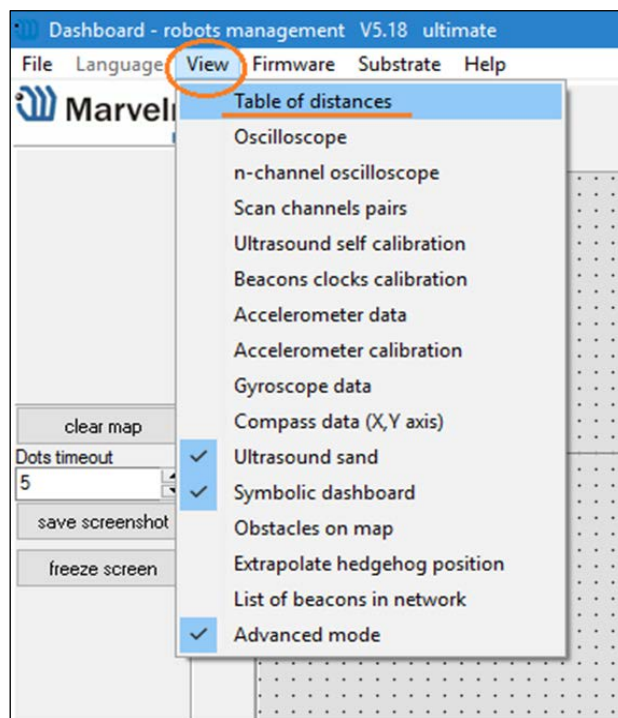 Dashboard - robots management V5.18 ultimate
File Language View Firmware Substrate Help
Table of distances
Oscilloscope
n-channel oscilloscope
Scan channels pairs
Ultrasound self calibration
Beacons clocks calibration
Accelerometer data
Accelerometer calibration
Gyroscope data
Compass data (X,Y axis)
Ultrasound sand
Symbolic dashboard
Obstacles on map
Extrapolate hedgehog position
List of beacons in network
Advanced mode
clear map
Dots timeout
5
save screenshot
freeze screen